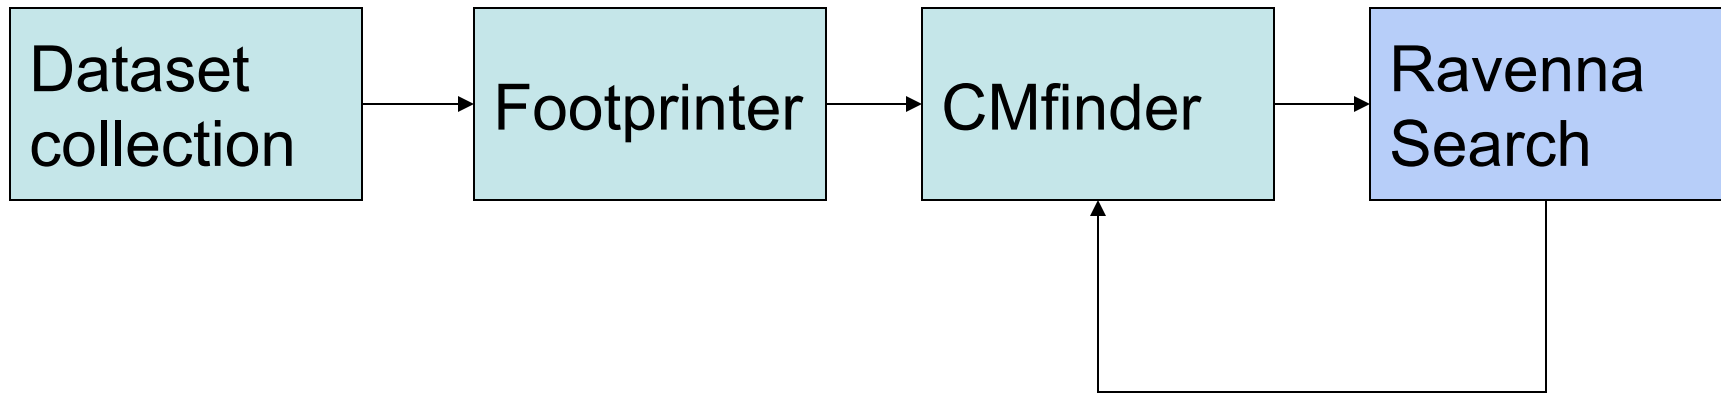 Dataset
collection
Footprinter
CMfinder
Ravenna
Search